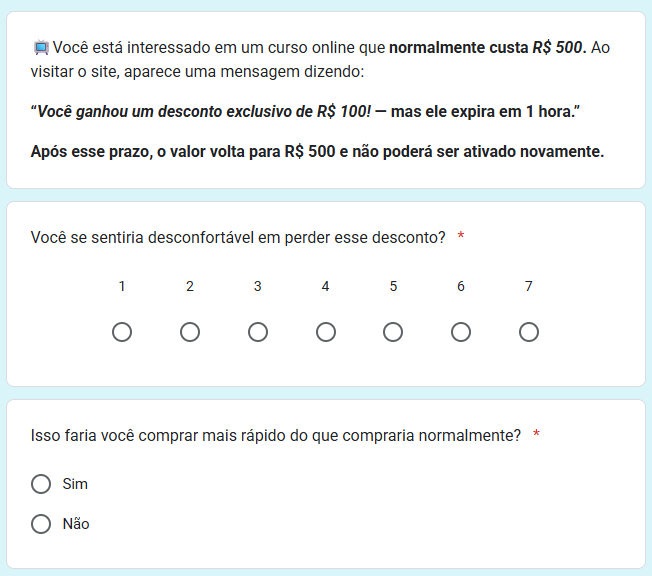 Você está interessado em um curso online que normalmente custa R$ 500. Ao
visitar o site, aparece uma mensagem dizendo:
“Você ganhou um desconto exclusivo de R$ 100! — mas ele expira em 1 hora.”
Após esse prazo, o valor volta para R$ 500 e não poderá ser ativado novamente.
Você se sentiria desconfortável em perder esse desconto? *
1 2 3 4 5 6 7
Isso faria você comprar mais rápido do que compraria normalmente? *
Sim
Não